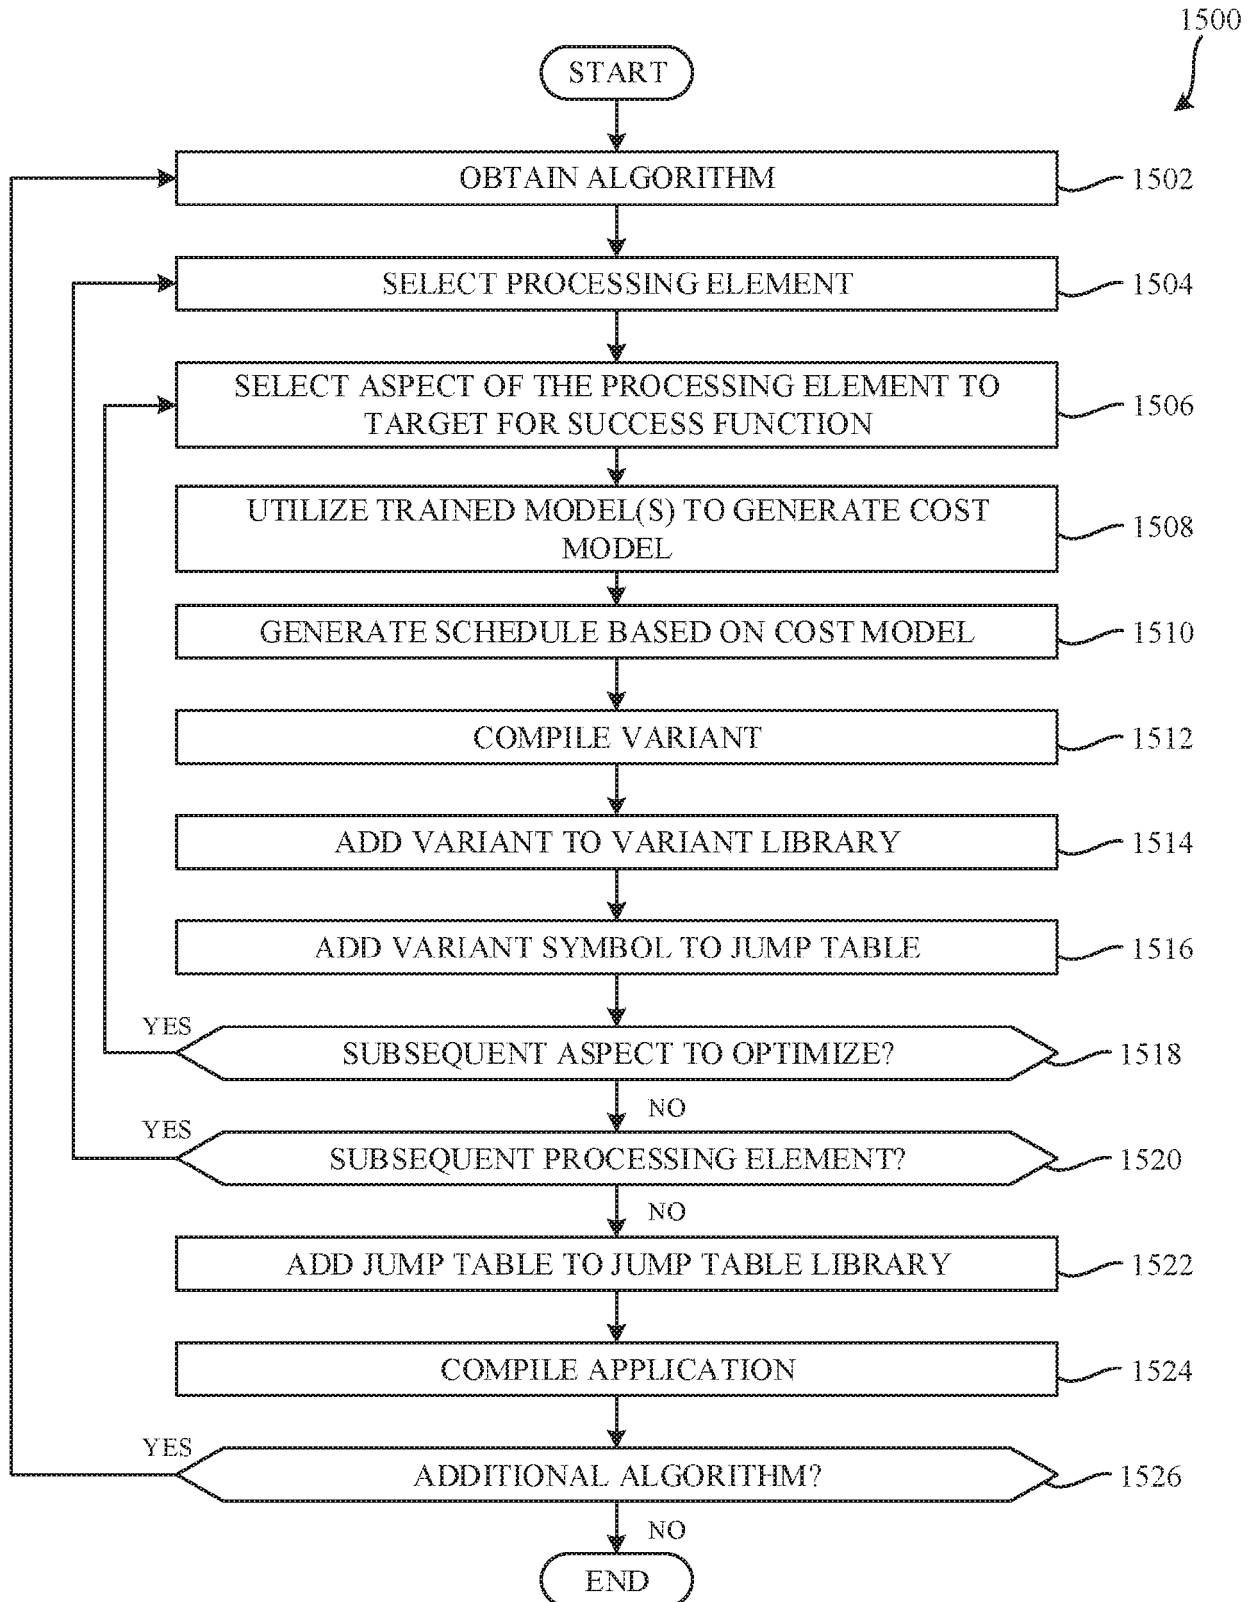 1500
START
OBTAIN ALGORITHM
1502
SELECT PROCESSING ELEMENT
1504
SELECT ASPECT OF THE PROCESSING ELEMENT TO
TARGET FOR SUCCESS FUNCTION
1506
UTILIZE TRAINED MODEL(S) TO GENERATE COST
MODEL
1508
GENERATE SCHEDULE BASED ON COST MODEL
1510
COMPILE VARIANT
1512
ADD VARIANT TO VARIANT LIBRARY
1514
ADD VARIANT SYMBOL TO JUMP TABLE
1516
YES
SUBSEQUENT ASPECT TO OPTIMIZE?
1518
NO
YES
SUBSEQUENT PROCESSING ELEMENT?
1520
NO
ADD JUMP TABLE TO JUMP TABLE LIBRARY
1522
COMPILE APPLICATION
1524
YES
ADDITIONAL ALGORITHM?
1526
NO
END